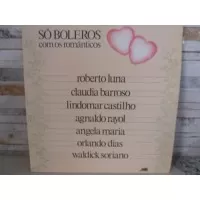 SÓ BOLEROS
com os românticos
roberto luna
claudia barroso
lindomar castilho
agnaldo rayol
angela maria
orlando dias
waldick soriano